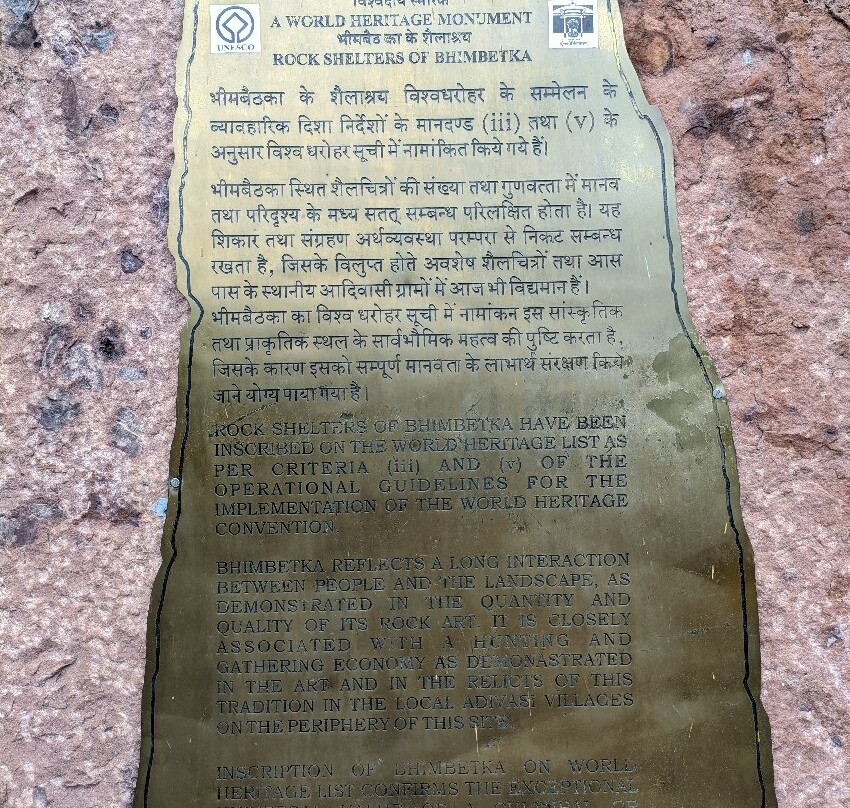 A WORLD HERITAGE MONUMENT
UNESCO
भीमबैठका के शैलाश्रय
ROCK SHELTERS OF BHIMBETKA
भीमबैठका के शैलाश्रय विश्वधरोहर के सम्मेलन के
व्यावहारिक दिशा निर्देशों के मानदण्ड (iii) तथा (v) के
अनुसार विश्व धरोहर सूची में नामांकित किये गये हैं।
भीमबैठका स्थित शैलचित्रों की संख्या तथा गुणवत्ता में मानव
तथा परिदृश्य के मध्य सतत् सम्बन्ध परिलक्षित होता है। यह
शिकार तथा संग्रहण अर्थव्यवस्था परम्परा से निकट सम्बन्ध
रखता है, जिसके विलुप्त होते अवशेष शैलचित्रों तथा आस
पास के स्थानीय आदिवासी ग्रामों में आज भी विद्यमान हैं।
भीमबैठका का विश्व धरोहर सूची में नामांकन इस सांस्कृतिक
तथा प्राकृतिक स्थल के सार्वभौमिक महत्व की पुष्टि करता है,
जिसके कारण इसको सम्पूर्ण मानवता के लाभार्थ संरक्षण किये
जाने योग्य पाया गया है।
ROCK SHELTERS OF BHIMBETKA HAVE BEEN
INSCRIBED ON THE WORLD HERITAGE LIST AS
PER CRITERIA (iii) AND (v) OF THE
OPERATIONAL GUIDELINES FOR THE
IMPLEMENTATION OF THE WORLD HERITAGE
CONVENTION.
BHIMBETKA REFLECTS A LONG INTERACTION
BETWEEN PEOPLE AND THE LANDSCAPE, AS
DEMONSTRATED IN THE QUANTITY AND
QUALITY OF ITS ROCK ART. IT IS CLOSELY
ASSOCIATED WITH A HUNTING AND
GATHERING ECONOMY AS DEMONASTRATED
IN THE ART AND IN THE RELICTS OF THIS
TRADITION IN THE LOCAL ADIVASI VILLAGES
ON THE PERIPHERY OF THIS SIZE.
INSCRIPTION OF BHIMBETKA ON WORLD
HERITAGE LIST CONFIRMS THE EXCEPTIONAL